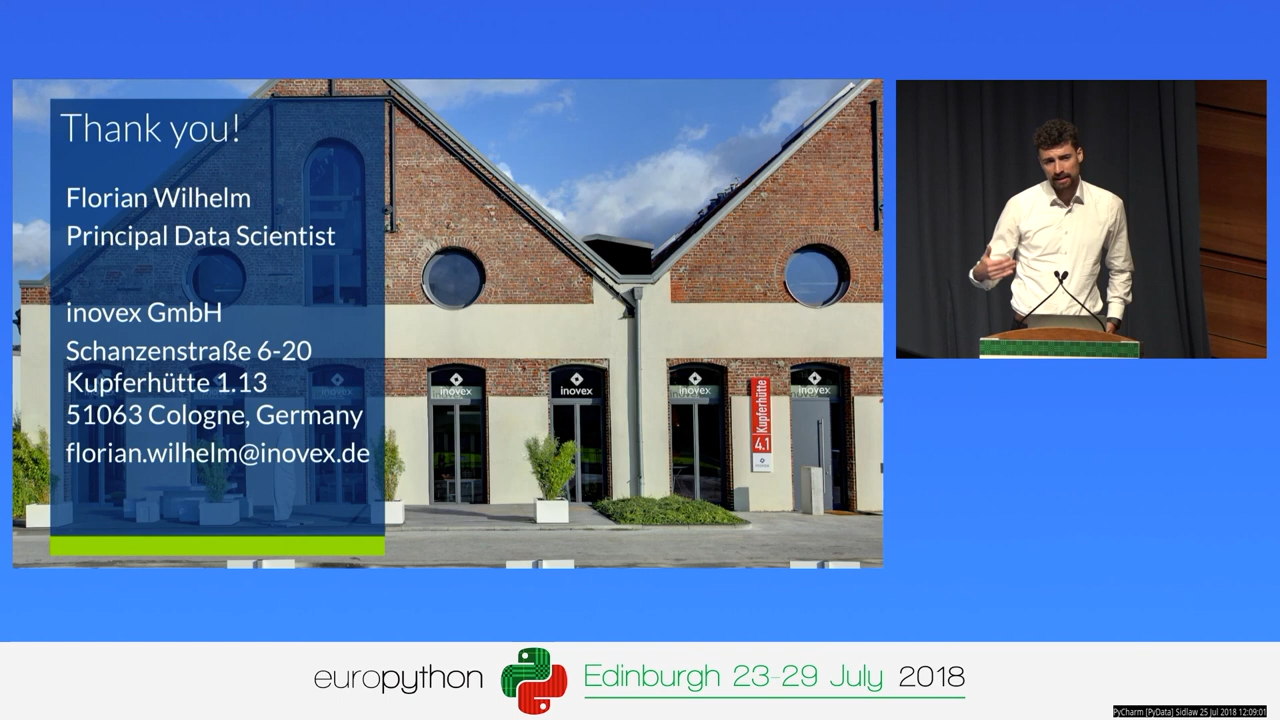 Thank you!
Florian Wilhelm
Principal Data Scientist
inovex GmbH
Schanzenstraße 6-20
Kupferhütte 1.13
51063 Cologne, Germany
florian.wilhelm@inovex.de
inovex
inovex
inovex
inovex
Kupferhütte
4.1
europython
Edinburgh 23-29 July 2018
PyCharm [PyData] Sidlaw 25 Jul 2018 12:09:01